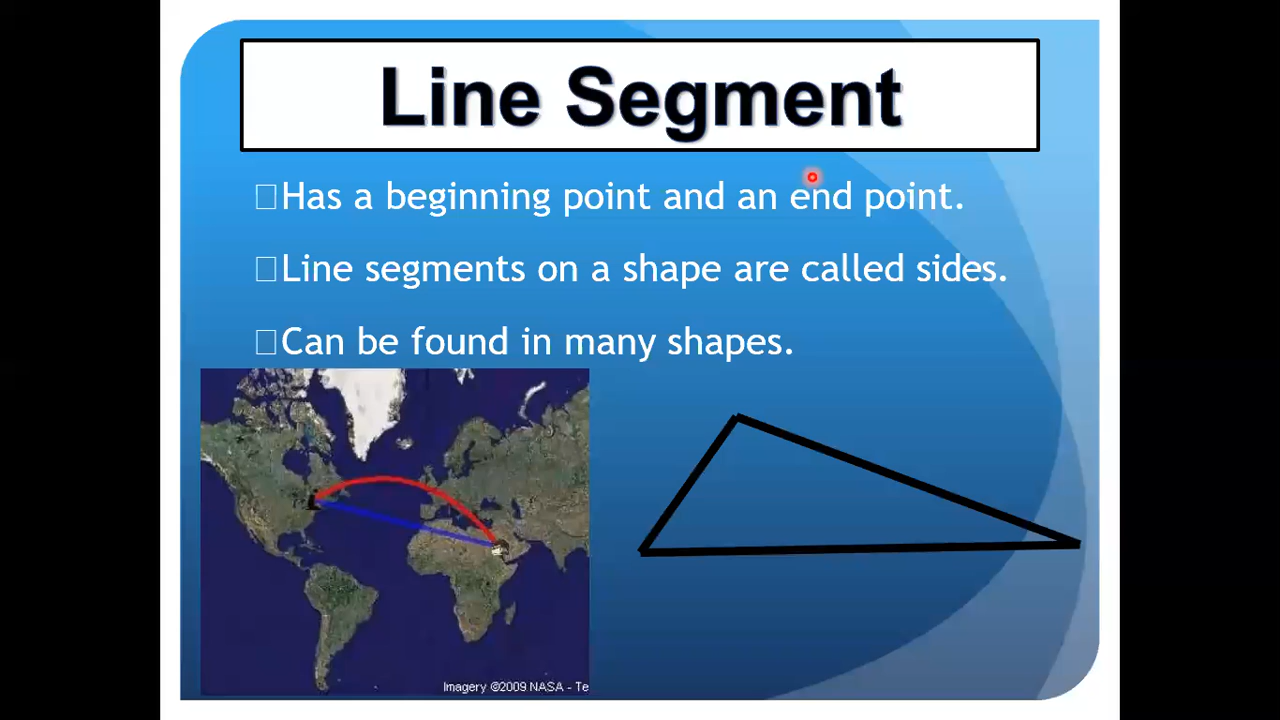 Line Segment
Has a beginning point and an end point.
Line segments on a shape are called sides.
Can be found in many shapes.
Imagery ©2009 NASA - Te